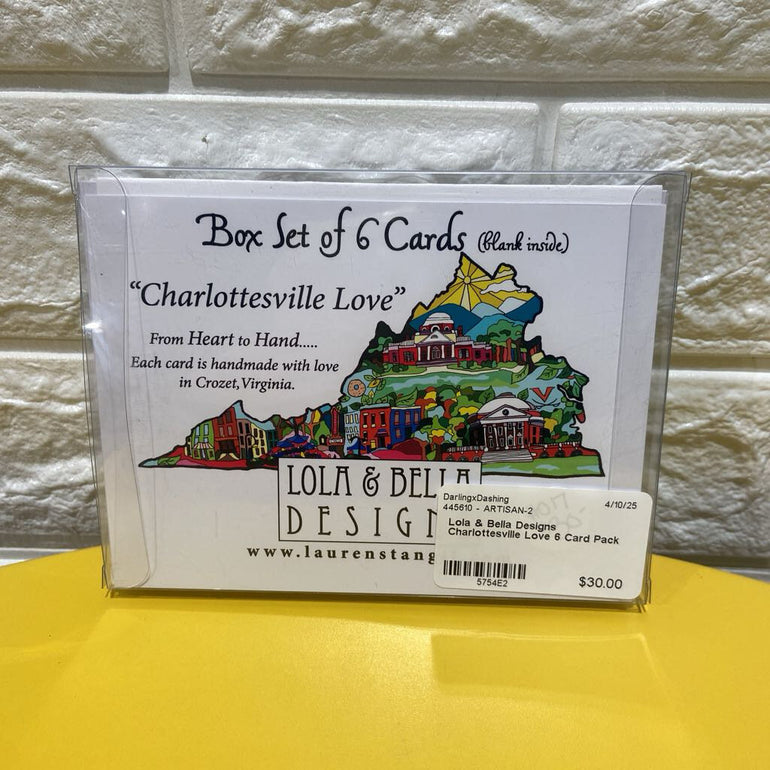 Box Set of 6 Cards (blank inside)
“Charlottesville Love”
From Heart to Hand.....
Each card is handmade with love
in Crozet, Virginia.
V
LOLA & BELLA
DESIGN
www.laurenstang
DarlingxDashing
4/10/25
445610 - ARTISAN-2
Lola & Bella Designs
Charlottesville Love 6 Card Pack
5754E2
$30.00